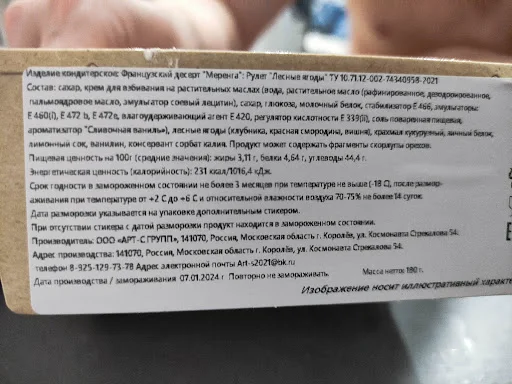 Изделие кондитерское: Французский десерт "Меренга": Рулет "Лесные ягоды" ТУ 10.71.12-002-74340958-2021
Состав: сахар, крем для взбивания на растительных маслах (вода, растительное масло (рафинированное, дезодорированное,
пальмоядровое масло, эмульгатор соевый лецитин), сахар, глюкоза, молочный белок, стабилизатор Е 466, эмульгаторы:
Е 460(i), Е 472 b, Е 472 е, влагоудерживающий агент Е 420, регулятор кислотности Е 339(ii), соль поваренная пищевая,
ароматизатор "Сливочная ваниль"), лесные ягоды (клубника, красная смородина, вишня), крахмал кукурузный, яичный белок,
лимонный сок, ванилин, консервант сорбат калия. Продукт может содержать фрагменты скорлупы орехов.
Пищевая ценность на 100г (средние значения): жиры 3,11 г, белки 4,64 г, углеводы 44,4 г.
Энергетическая ценность (калорийность): 231 ккал/1016,4 кДж.
Срок годности в замороженном состоянии не более 3 месяцев при температуре не выше (-18 С), после размор-
аживания при температуре от +2 С до +6 С и относительной влажности воздуха 70-75% не более 14 суток.
Дата разморозки указывается на упаковке дополнительным стикером.
При отсутствии стикера с датой разморозки продукт находится в замороженном состоянии.
Производитель: ООО «АРТ-С ГРУПП», 141070, Россия, Московская область г. Королёв, ул. Космонавта Стрекалова 54.
Адрес производства: 141070, Россия, Московская область г. Королёв, ул. Космонавта Стрекалова 54.
телефон 8-925-129-73-78 Адрес электронной почты Art-s2021@bk.ru
Масса нетто: 180 г.
Дата производства / замораживания 07.01.2024 г Повторно не замораживать.
Изображение носит иллюстративный характе